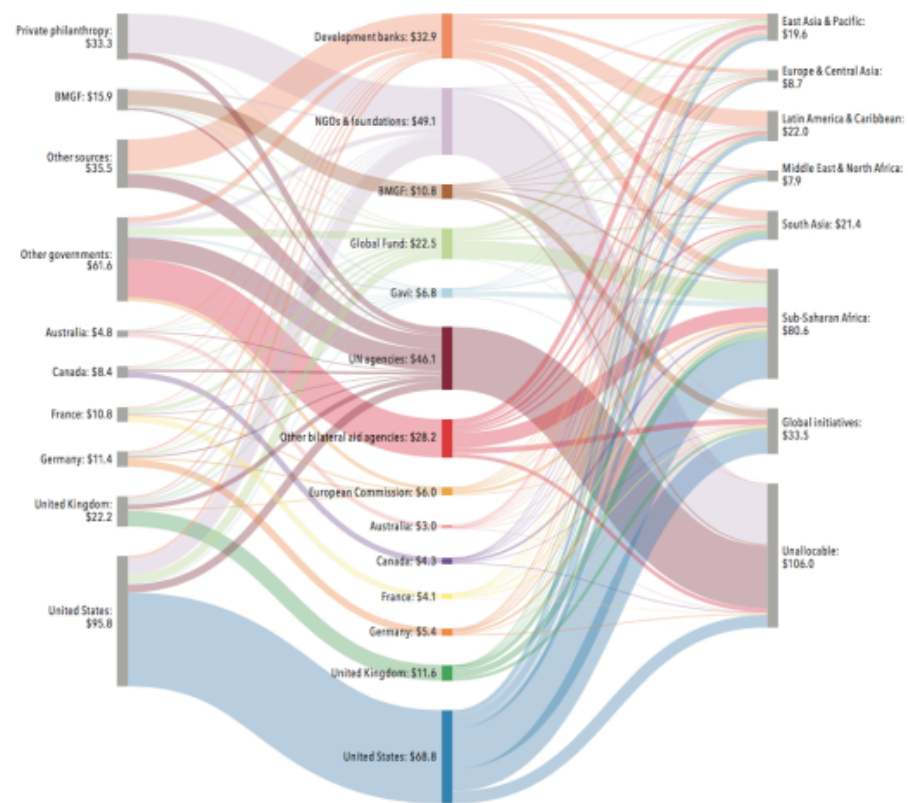 Private philanthropy:
$33.3
BMGF: $15.9
Other sources:
$35.5
Other governments:
$61.6
Australia: $4.8
Canada: $8.4
France: $10.8
Germany: $11.4
United Kingdom:
$22.2
United States:
$95.8
Development banks: $32.9
NGOs & foundations: $49.1
BMGF: $10.8
Global Fund: $22.5
Gavi: $6.8
UN agencies: $46.1
Other bilateral aid agencies: $28.2
European Commission: $6.0
Australia: $3.0
Canada: $4.3
France: $4.1
Germany: $5.4
United Kingdom: $11.6
United States: $68.8
East Asia & Pacific:
$19.6
Europe & Central Asia:
$8.7
Latin America & Caribbean:
$22.0
Middle East & North Africa:
$7.9
South Asia: $21.4
Sub-Saharan Africa:
$80.6
Global initiatives:
$33.5
Unallocable:
$106.0